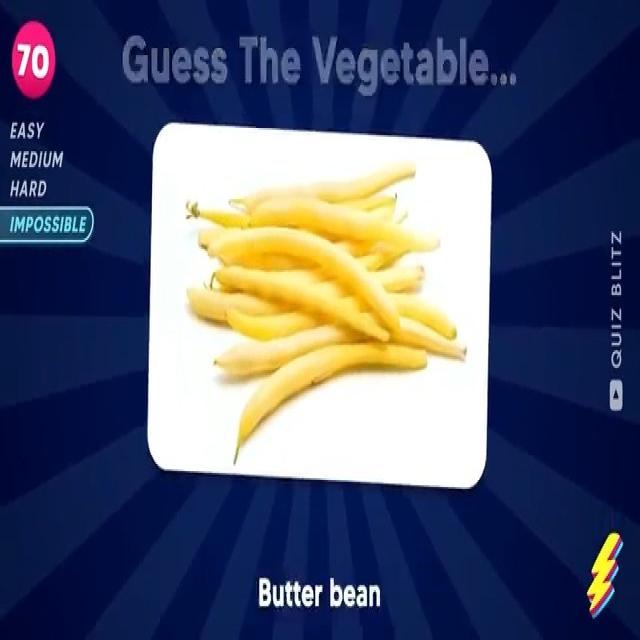 70
Guess The Vegetable...
EASY
MEDIUM
HARD
IMPOSSIBLE
QUIZ BLITZ
Butter bean